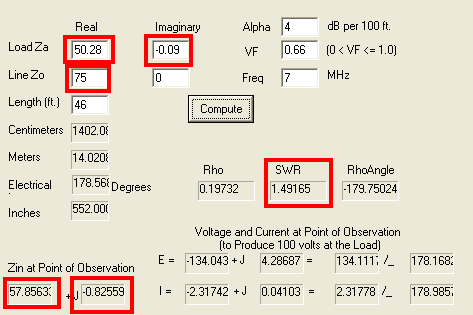 Real Imaginary Alpha 4 dB per 100 ft.
Load Za 50.28 -0.09 VF 0.66 (0 < VF <= 1.0)
Line Zo 75 0 Freq 7 MHz
Length (ft.) 46 Compute
Centimeters 1402.08
Meters 14.0208
Electrical 178.568 Degrees
Inches 552.000
Rho SWR RhoAngle
0.19732 1.49165 -179.75024
Voltage and Current at Point of Observation
(to Produce 100 volts at the Load)
Zin at Point of Observation
E = -134.043 + J 4.28687 = 134.1117 /_ 178.1682
57.8563 + J -0.82559
I = -2.31742 + J 0.04103 = 2.31778 /_ 178.9857